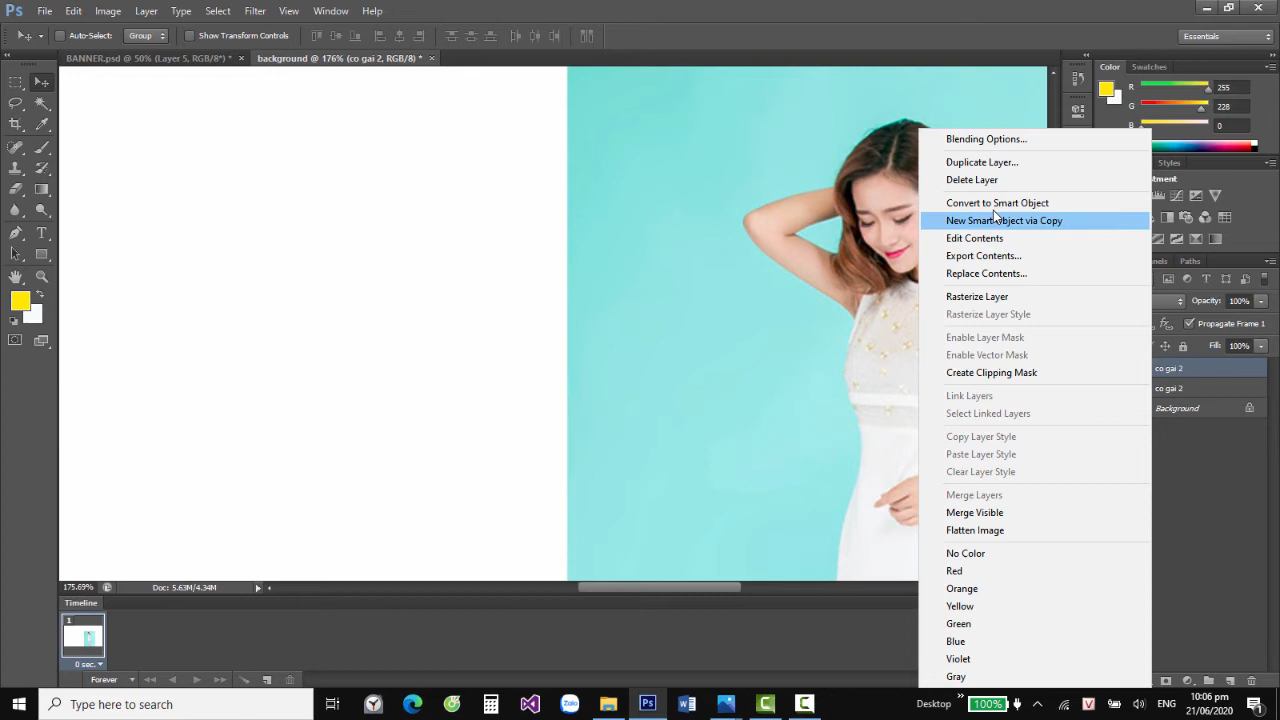 Ps File Edit Image Layer Type Select Filter 3D View Window Help
Auto-Select: Group Show Transform Controls Essentials
BANNER.psd @ 50% (Layer 5, RGB/8*) * × background @ 176% (co gai 2, RGB/8) * ×
Color Swatches
R 255
G 228
B 0
Styles
Paths
Opacity: 100%
Propagate Frame 1
Fill: 100%
co gai 2
co gai 2
Background
Blending Options...
Duplicate Layer...
Delete Layer
Convert to Smart Object
New Smart Object via Copy
Edit Contents
Export Contents...
Replace Contents...
Rasterize Layer
Rasterize Layer Style
Enable Layer Mask
Enable Vector Mask
Create Clipping Mask
Link Layers
Select Linked Layers
Copy Layer Style
Paste Layer Style
Clear Layer Style
Merge Layers
Merge Visible
Flatten Image
No Color
Red
Orange
Yellow
Green
Blue
Violet
Gray
175.69% Doc: 5.63M/4.34M
Timeline
1
0 sec.
Forever
Type here to search
Zalo
Desktop
100%
V
ENG
10:06 pm
21/06/2020
1